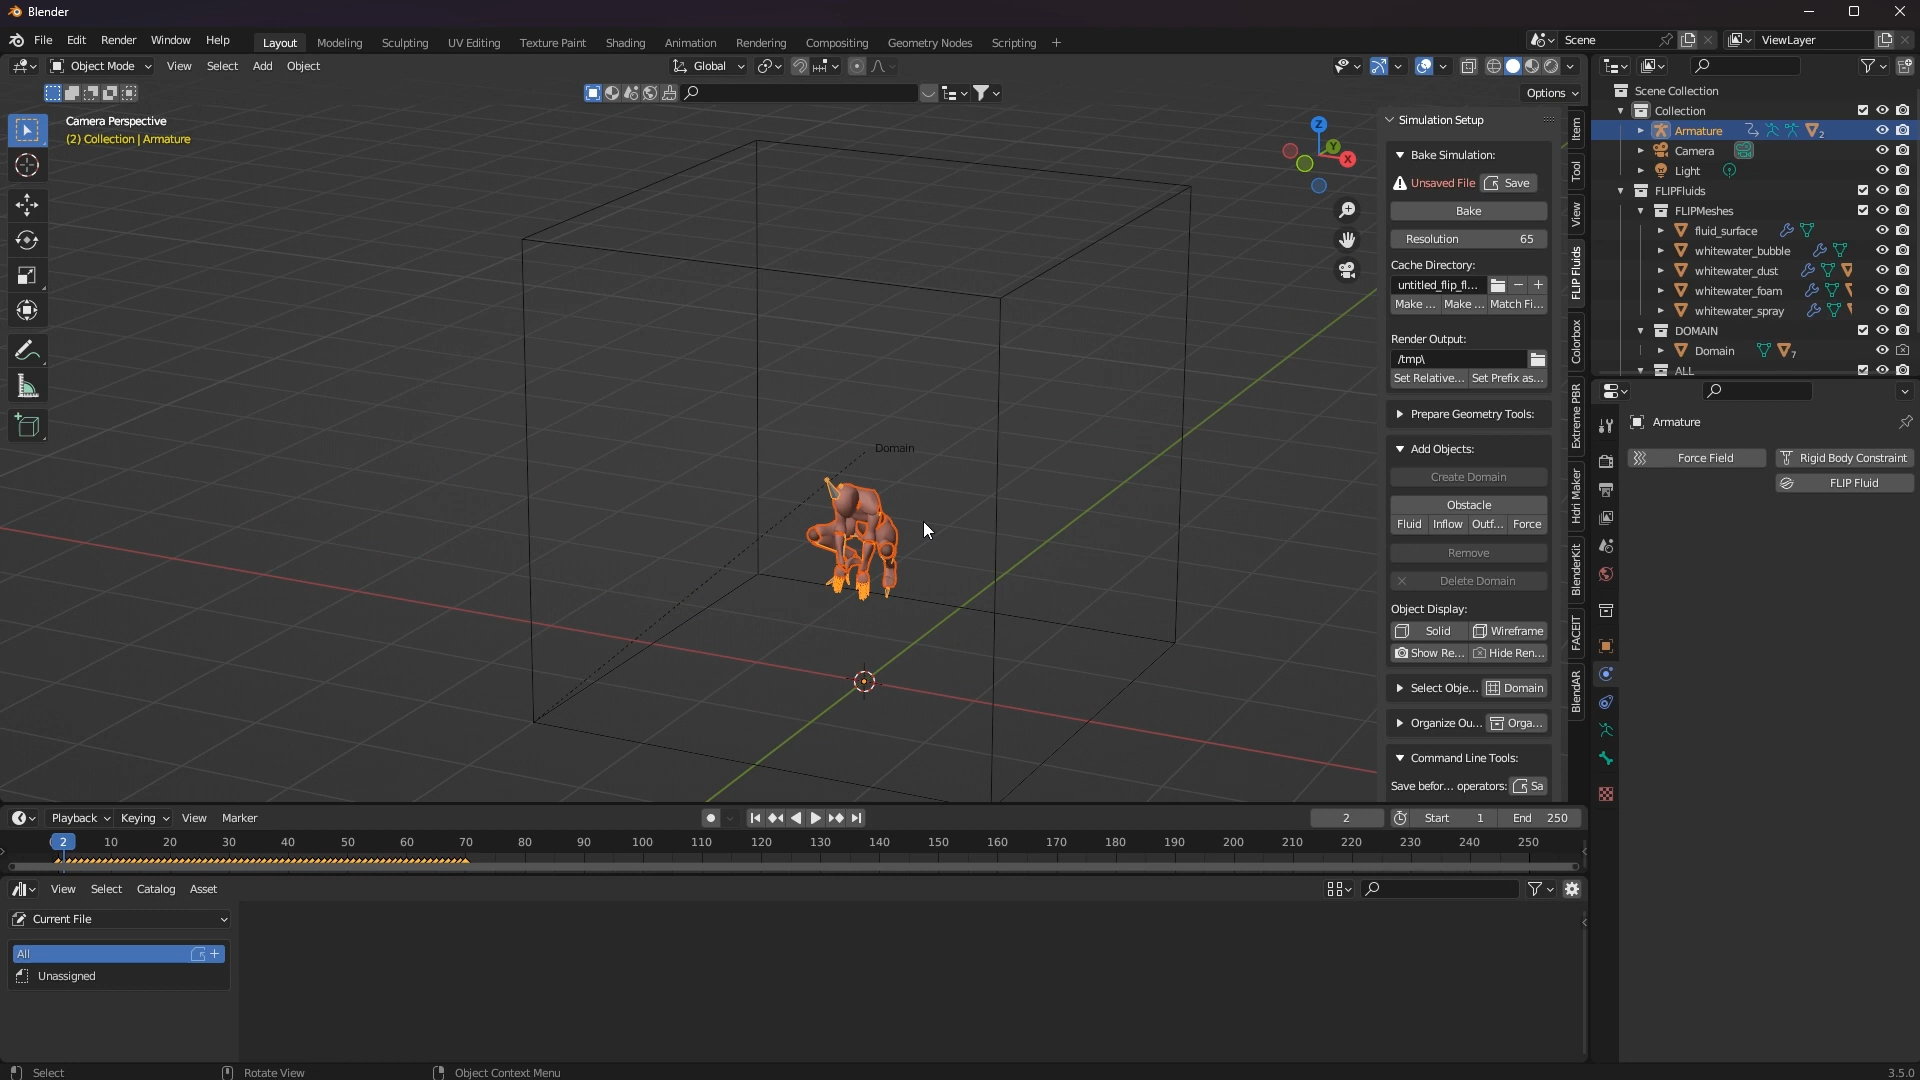 Blender
File Edit Render Window Help
Layout Modeling Sculpting UV Editing Texture Paint Shading Animation Rendering Compositing Geometry Nodes Scripting +
Scene
ViewLayer
Object Mode View Select Add Object
Global
Options
Camera Perspective
(2) Collection | Armature
Domain
Z
Y
X
Simulation Setup
Bake Simulation:
Unsaved File Save
Bake
Resolution 65
Cache Directory:
untitled_flip_fl...
Make ... Make ... Match Fi...
Render Output:
/tmp\
Set Relative... Set Prefix as...
Prepare Geometry Tools:
Add Objects:
Create Domain
Obstacle
Fluid Inflow Outf... Force
Remove
Delete Domain
Object Display:
Solid Wireframe
Show Re... Hide Ren...
Select Obje... Domain
Organize Ou... Orga...
Command Line Tools:
Save befor... operators: Sa
Item
Tool
View
FLIP Fluids
Colorbox
Extreme PBR
Hdri Maker
BlenderKit
FACEIT
BlendAR
Scene Collection
Collection
Armature 2
Camera
Light
FLIPFluids
FLIPMeshes
fluid_surface
whitewater_bubble
whitewater_dust
whitewater_foam
whitewater_spray
DOMAIN
Domain 7
ALL
Armature
Force Field Rigid Body Constraint
FLIP Fluid
Playback Keying View Marker
2 Start 1 End 250
2 10 20 30 40 50 60 70 80 90 100 110 120 130 140 150 160 170 180 190 200 210 220 230 240 250
View Select Catalog Asset
Current File
All
Unassigned
Select Rotate View Object Context Menu 3.5.0